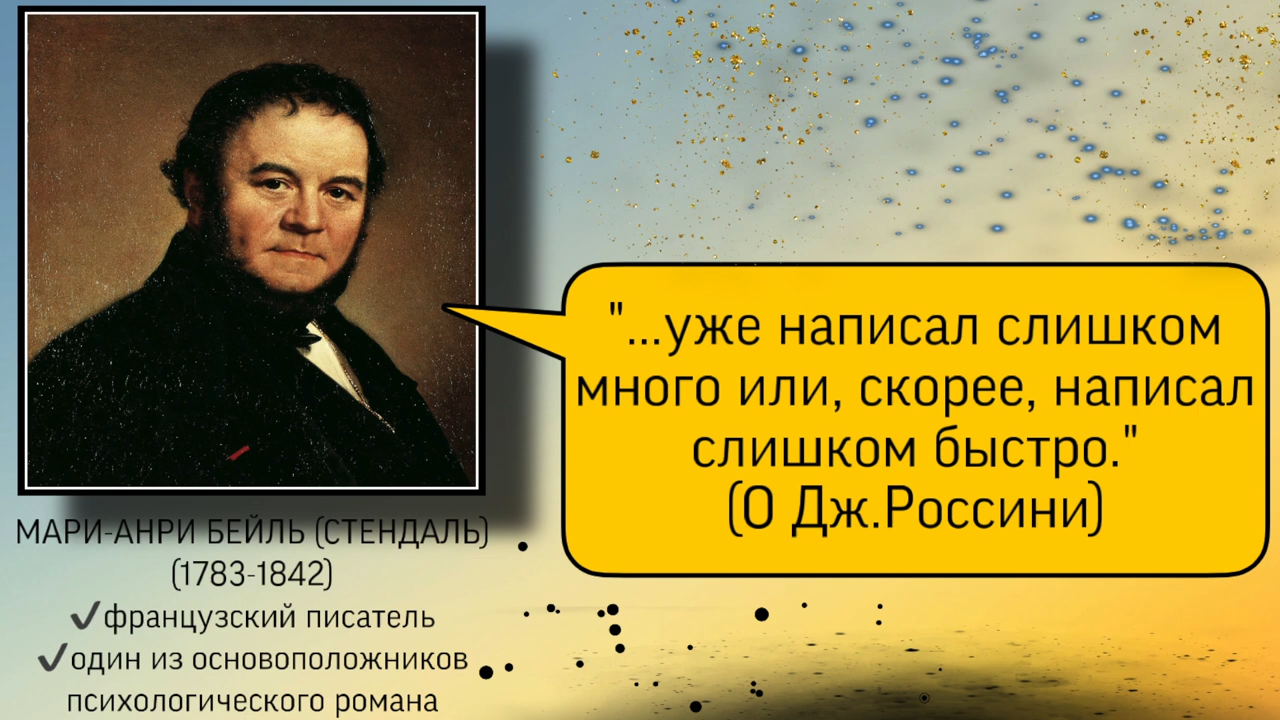 "...уже написал слишком
много или, скорее, написал
слишком быстро."
(О Дж.Россини)
МАРИ-АНРИ БЕЙЛЬ (СТЕНДАЛЬ)
(1783-1842)
✔французский писатель
✔один из основоположников
психологического романа